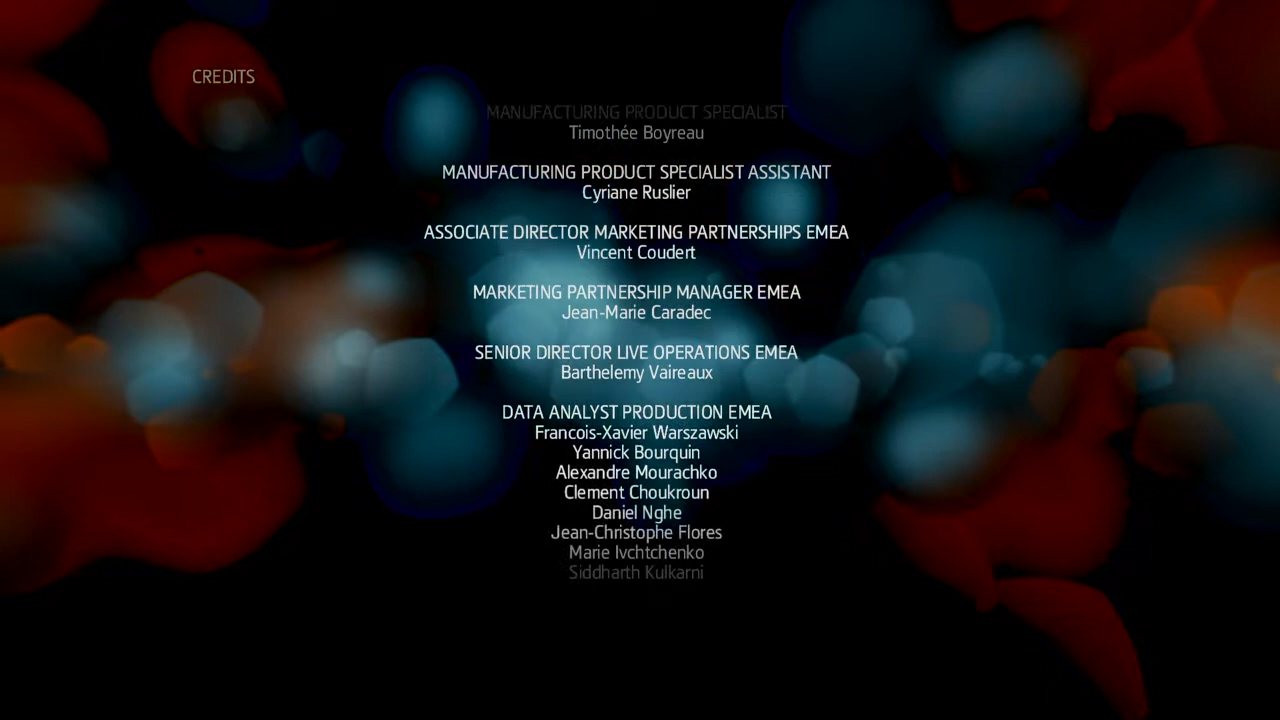 CREDITS
MANUFACTURING PRODUCT SPECIALIST
Timothée Boyreau
MANUFACTURING PRODUCT SPECIALIST ASSISTANT
Cyriane Ruslier
ASSOCIATE DIRECTOR MARKETING PARTNERSHIPS EMEA
Vincent Coudert
MARKETING PARTNERSHIP MANAGER EMEA
Jean-Marie Caradec
SENIOR DIRECTOR LIVE OPERATIONS EMEA
Barthelemy Vaireaux
DATA ANALYST PRODUCTION EMEA
Francois-Xavier Warszawski
Yannick Bourquin
Alexandre Mourachko
Clement Choukroun
Daniel Nghe
Jean-Christophe Flores
Marie Ivchtchenko
Siddharth Kulkarni